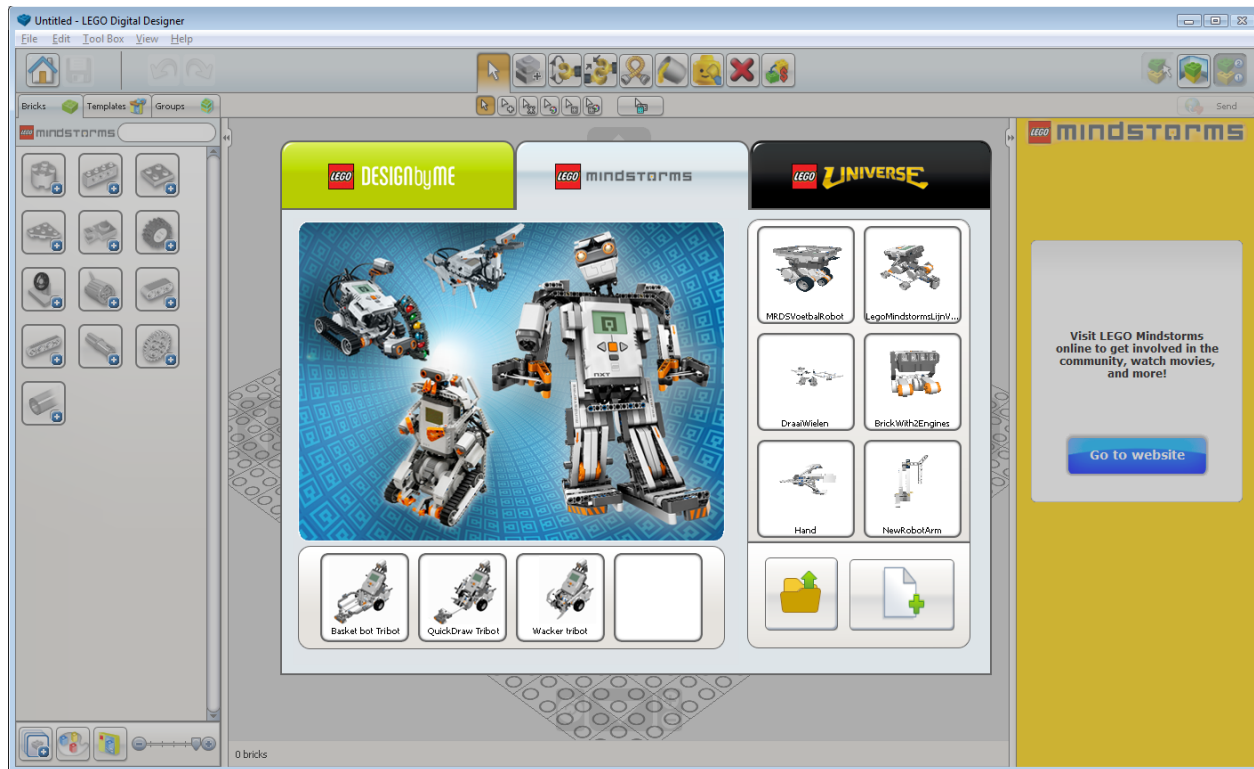 Untitled - LEGO Digital Designer
File Edit Tool Box View Help
Bricks Templates Groups
Send
LEGO mindstorms
LEGO DESIGNbyME
LEGO mindstorms
LEGO UNIVERSE
LEGO mindstorms
NXT
MRDSVoetbalRobot
LegoMindstormsLijnV...
DraaiWielen
BrickWith2Engines
Hand
NewRobotArm
Basket bot Tribot
QuickDraw Tribot
Wacker tribot
Visit LEGO Mindstorms
online to get involved in the
community, watch movies,
and more!
Go to website
0 bricks